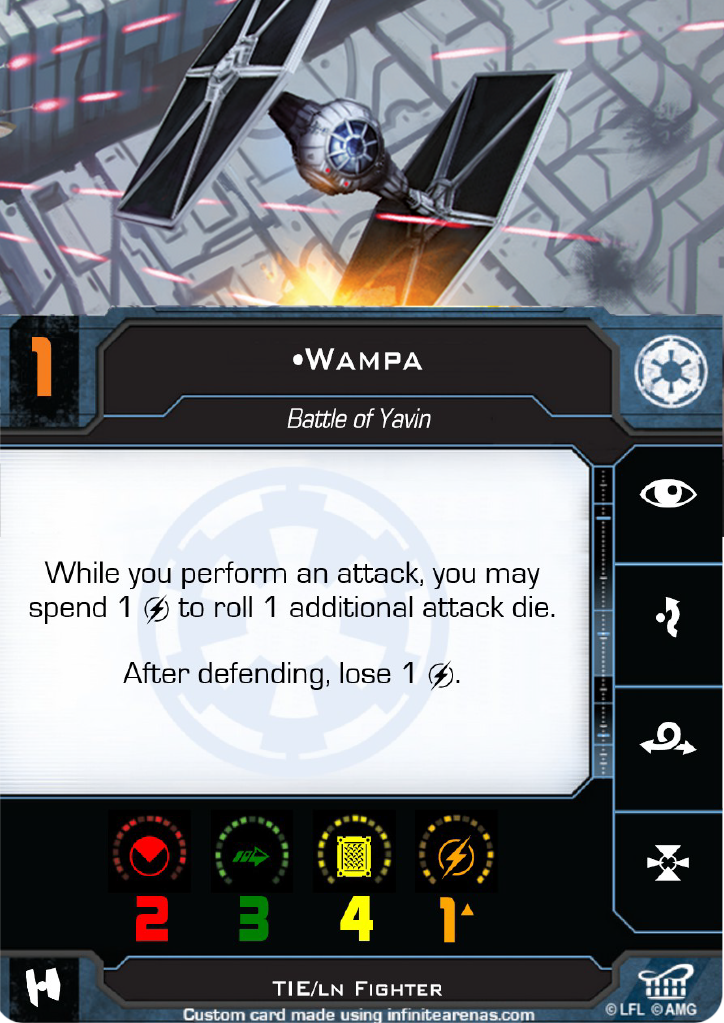 1
•Wampa
Battle of Yavin
While you perform an attack, you may
spend 1 to roll 1 additional attack die.
After defending, lose 1 .
2 3 4 1
TIE/ln Fighter
©LFL ©AMG
Custom card made using infinitearenas.com